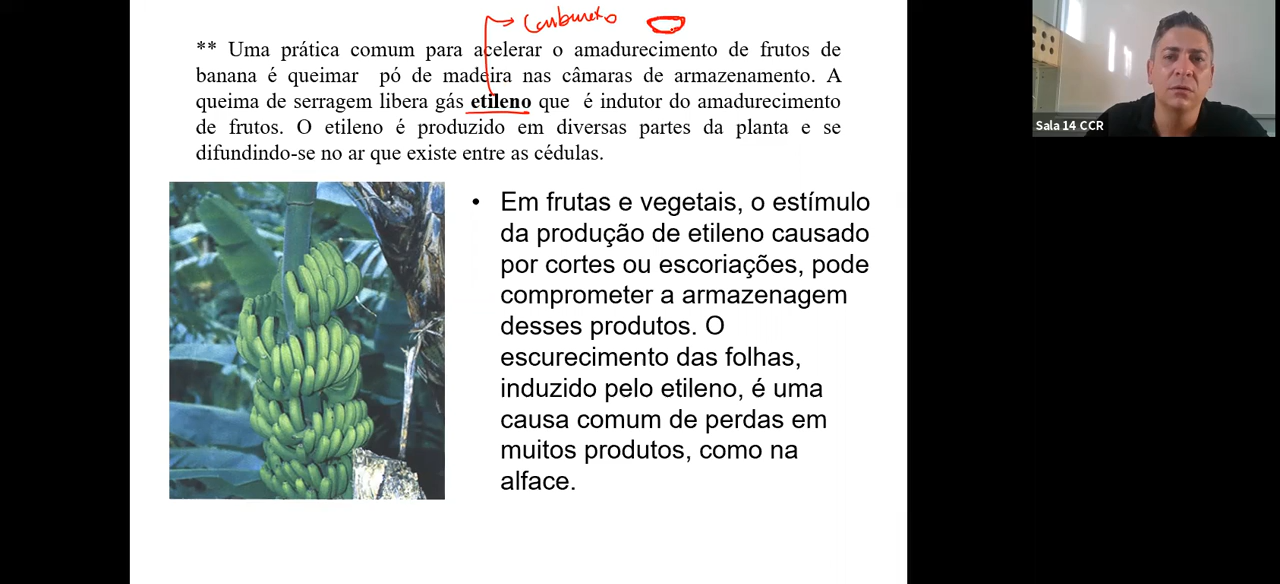 Carbureto
** Uma prática comum para acelerar o amadurecimento de frutos de
banana é queimar pó de madeira nas câmaras de armazenamento. A
queima de serragem libera gás etileno que é indutor do amadurecimento
de frutos. O etileno é produzido em diversas partes da planta e se
difundindo-se no ar que existe entre as cédulas.
• Em frutas e vegetais, o estímulo
da produção de etileno causado
por cortes ou escoriações, pode
comprometer a armazenagem
desses produtos. O
escurecimento das folhas,
induzido pelo etileno, é uma
causa comum de perdas em
muitos produtos, como na
alface.
Sala 14 CCR